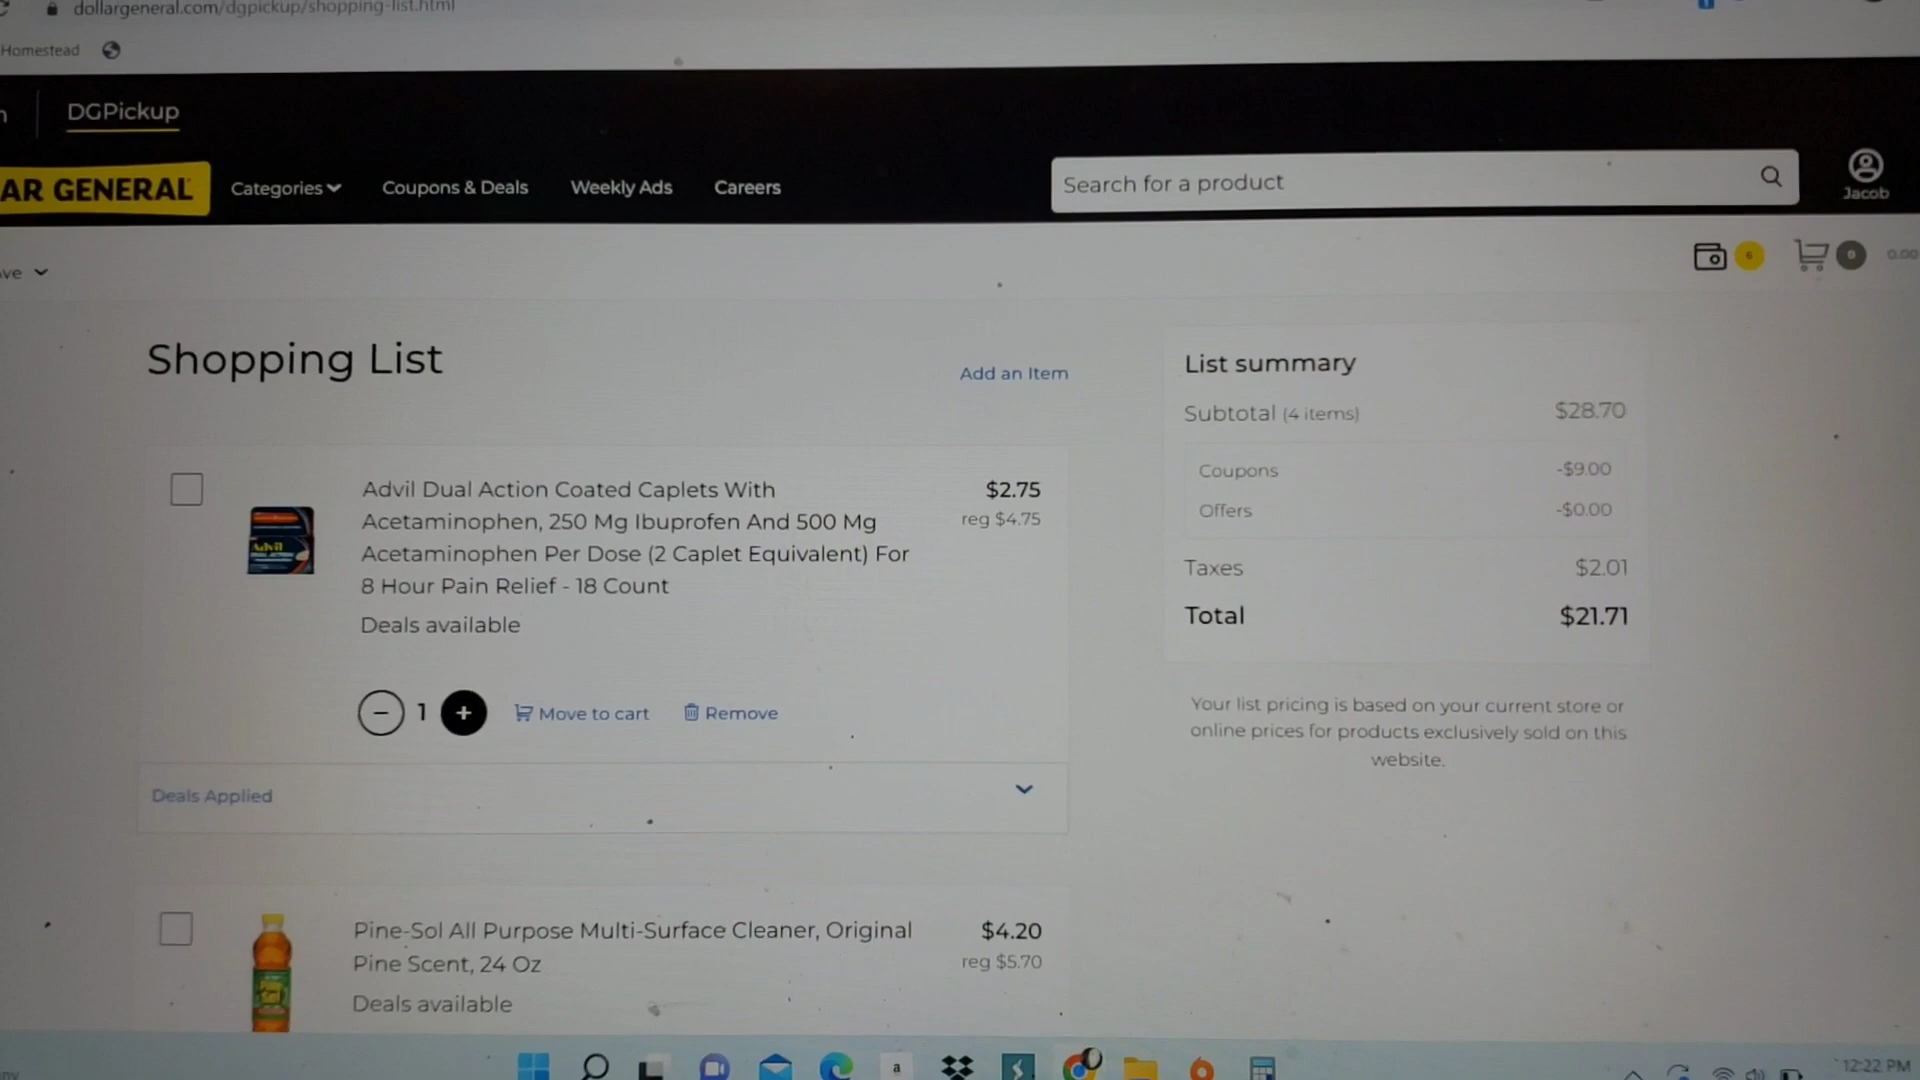 dollargeneral.com/dgpickup/shopping-list.html
Homestead
DGPickup
AR GENERAL
Categories
Coupons & Deals
Weekly Ads
Careers
Search for a product
Jacob
ve
6
0
0.00
Shopping List
Add an Item
Advil Dual Action Coated Caplets With
Acetaminophen, 250 Mg Ibuprofen And 500 Mg
Acetaminophen Per Dose (2 Caplet Equivalent) For
8 Hour Pain Relief - 18 Count
$2.75
reg $4.75
Advil
Deals available
1
Move to cart
Remove
Deals Applied
Pine-Sol All Purpose Multi-Surface Cleaner, Original
Pine Scent, 24 Oz
$4.20
reg $5.70
Deals available
List summary
Subtotal (4 items) $28.70
Coupons -$9.00
Offers -$0.00
Taxes $2.01
Total $21.71
Your list pricing is based on your current store or
online prices for products exclusively sold on this
website.
a
12:22 PM